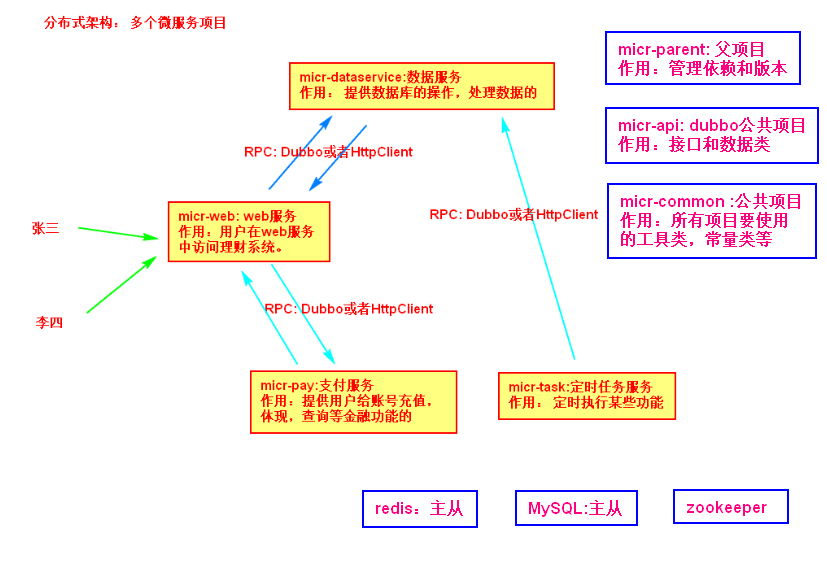 分布式架构： 多个微服务项目
micr-dataservice:数据服务
作用： 提供数据库的操作，处理数据的
micr-parent: 父项目
作用：管理依赖和版本
micr-api: dubbo公共项目
作用：接口和数据类
RPC: Dubbo或者HttpClient
micr-common :公共项目
作用：所有项目要使用
的工具类，常量类等
micr-web: web服务
作用：用户在web服务
中访问理财系统。
RPC: Dubbo或者HttpClient
张三
李四
RPC: Dubbo或者HttpClient
micr-pay:支付服务
作用：提供用户给账号充值，
体现，查询等金融功能的
micr-task:定时任务服务
作用： 定时执行某些功能
redis：主从
MySQL:主从
zookeeper